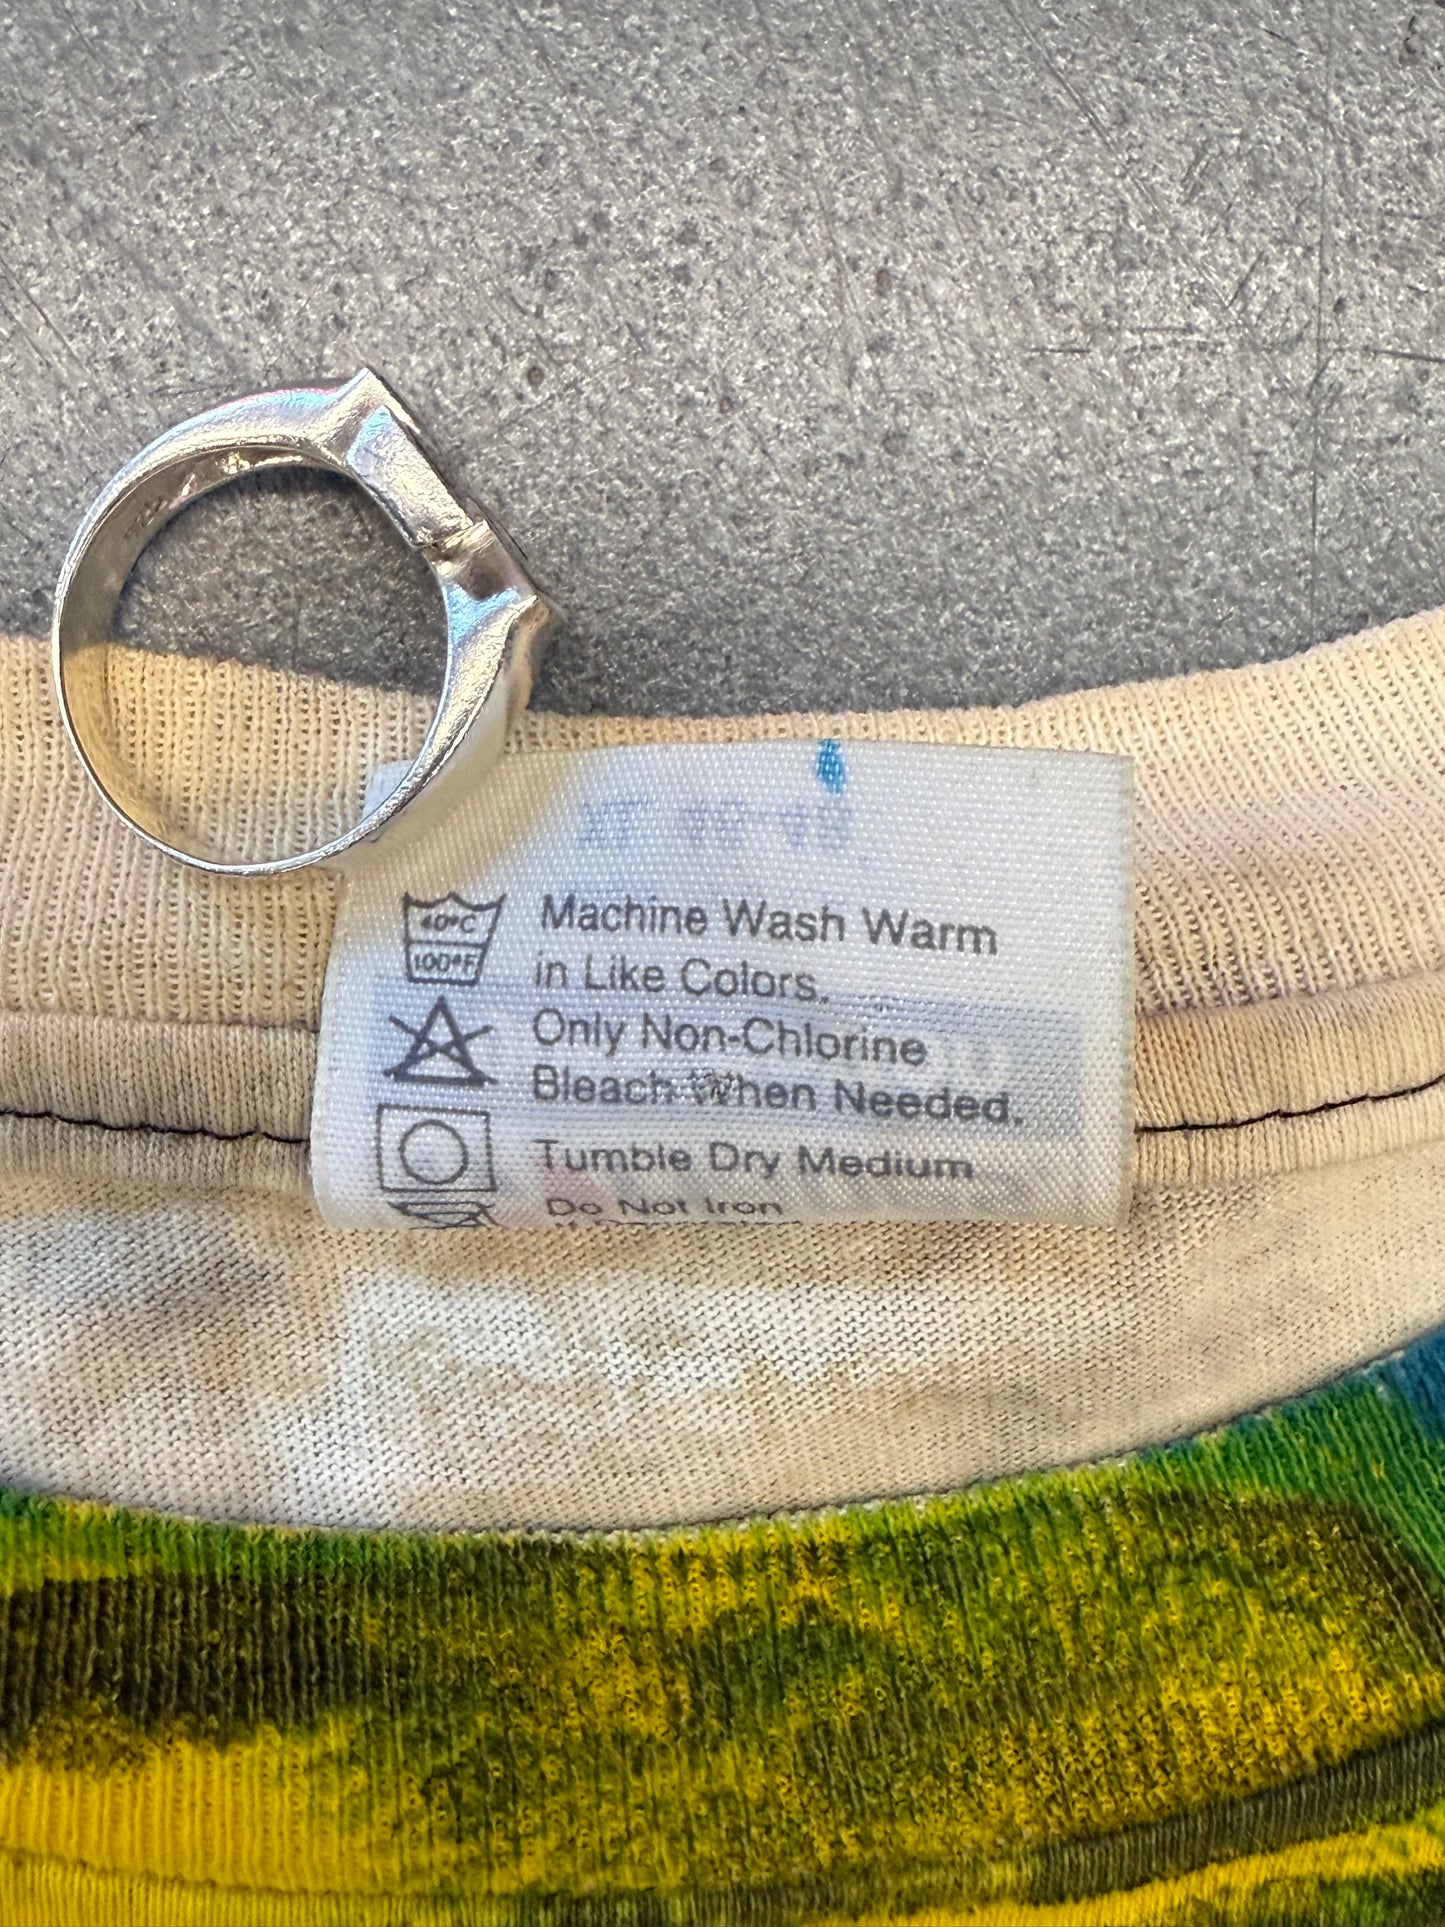 40°C
100°F
Machine Wash Warm
in Like Colors.
Only Non-Chlorine
Bleach When Needed.
Tumble Dry Medium
Do Not Iron